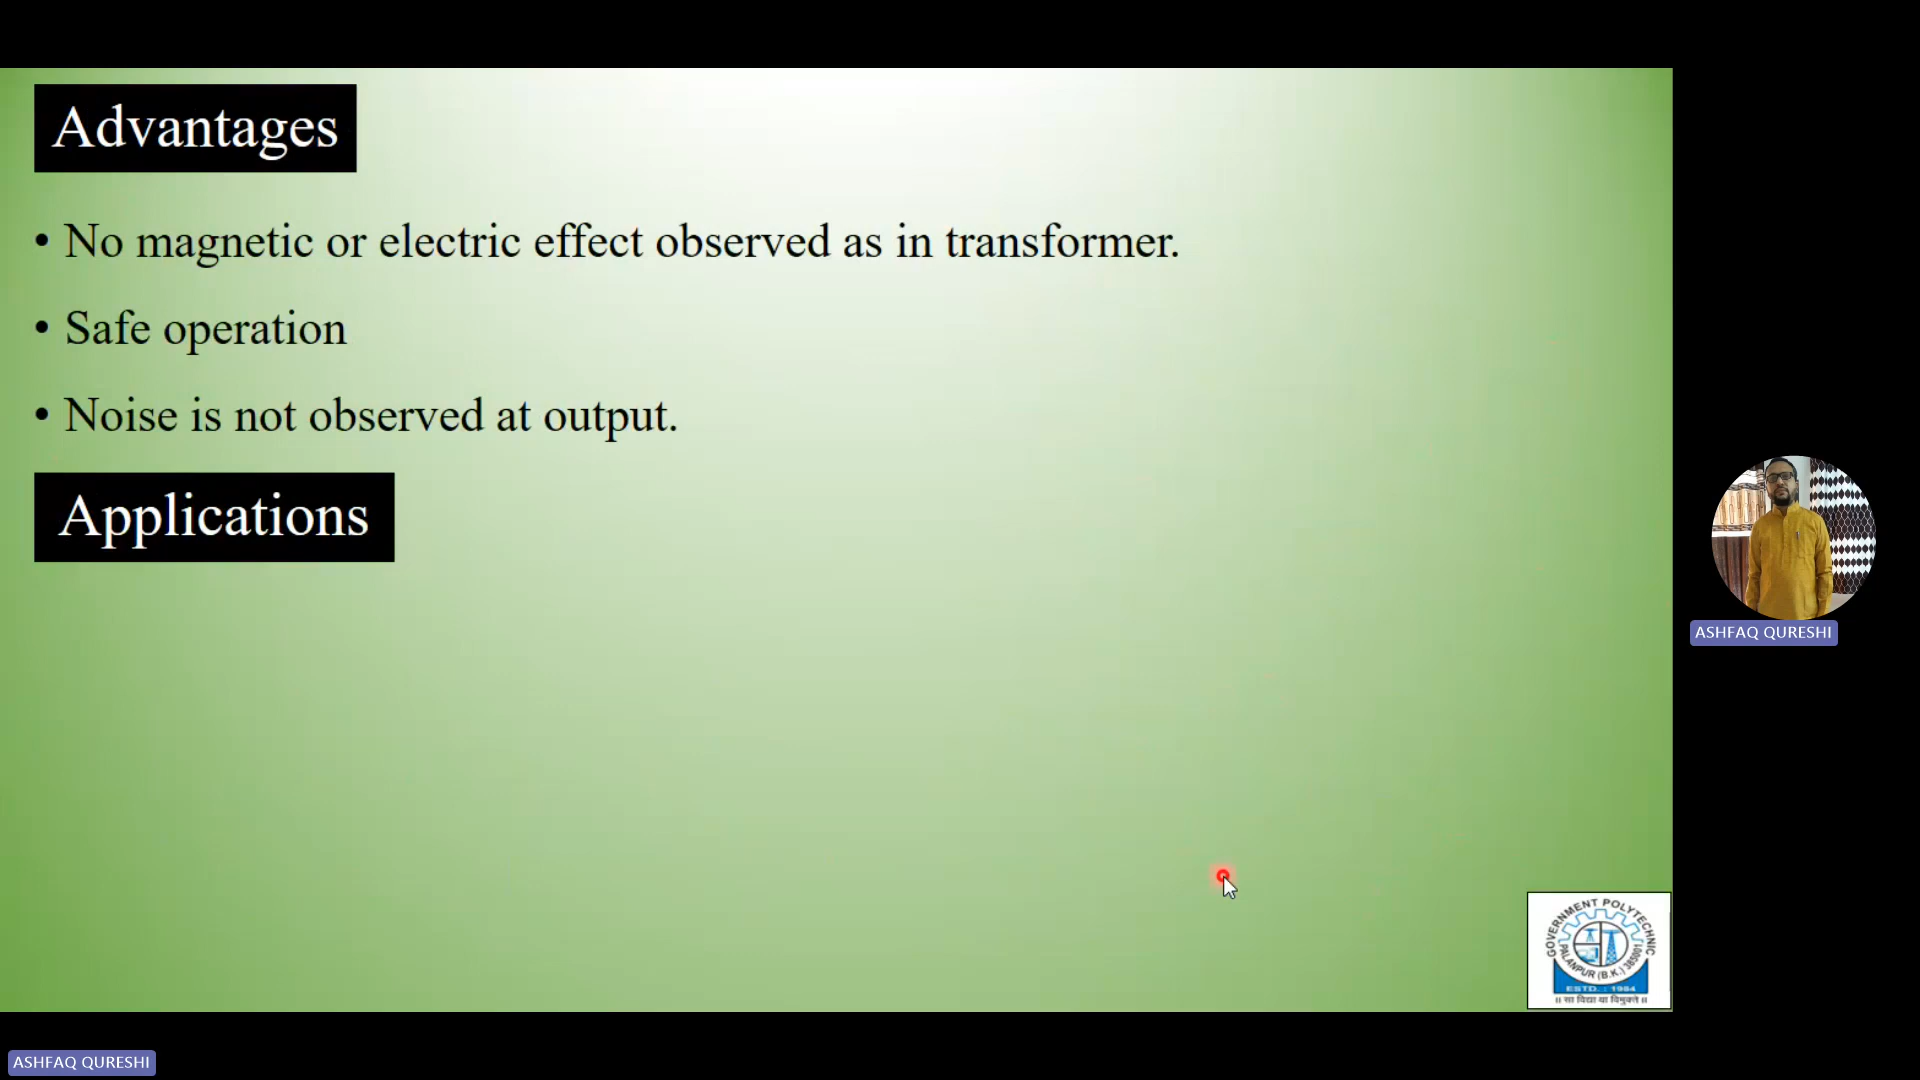 Advantages
• No magnetic or electric effect observed as in transformer.
• Safe operation
• Noise is not observed at output.
Applications
ASHFAQ QURESHI
GOVERNMENT POLYTECHNIC
PALANPUR (B.K.) 385001
ESTD. : 1984
॥ सा विद्या या विमुक्ते ॥
ASHFAQ QURESHI